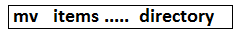 mv items ..... directory